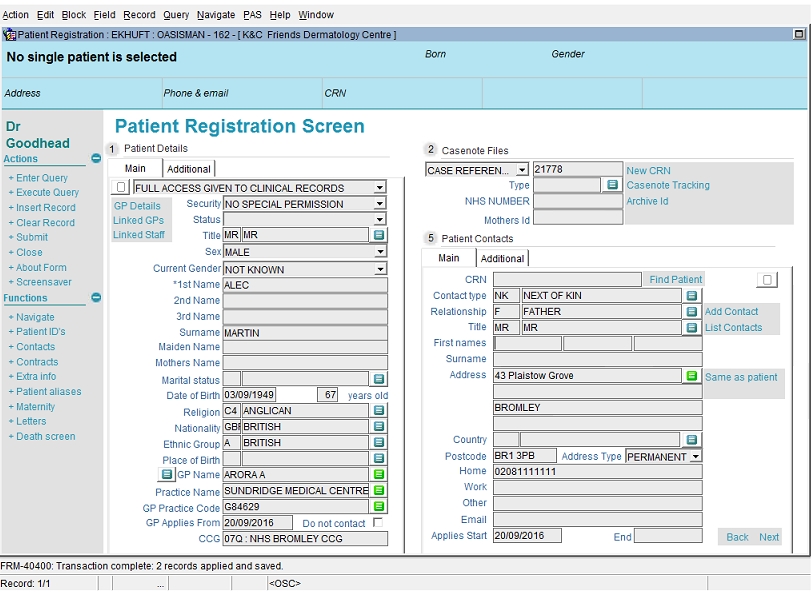 Action Edit Block Field Record Query Navigate PAS Help Window
Patient Registration : EKHUFT : OASISMAN - 162 - [ K&C Friends Dermatology Centre ]
No single patient is selected
Born
Gender
Address
Phone & email
CRN
Dr
Goodhead
Actions
+ Enter Query
+ Execute Query
+ Insert Record
+ Clear Record
+ Submit
+ Close
+ About Form
+ Screensaver
Functions
+ Navigate
+ Patient ID's
+ Contacts
+ Contracts
+ Extra info
+ Patient aliases
+ Maternity
+ Letters
+ Death screen
Patient Registration Screen
1 Patient Details
Main Additional
FULL ACCESS GIVEN TO CLINICAL RECORDS
GP Details
Linked GPs
Linked Staff
Security NO SPECIAL PERMISSION
Status
Title MR MR
Sex MALE
Current Gender NOT KNOWN
*1st Name ALEC
2nd Name
3rd Name
Surname MARTIN
Maiden Name
Mothers Name
Marital status
Date of Birth 03/09/1949 67 years old
Religion C4 ANGLICAN
Nationality GBR BRITISH
Ethnic Group A BRITISH
Place of Birth
GP Name ARORA A
Practice Name SUNDRIDGE MEDICAL CENTRE
GP Practice Code G84629
GP Applies From 20/09/2016 Do not contact
CCG 07Q : NHS BROMLEY CCG
2 Casenote Files
CASE REFEREN... 21778 New CRN
Type Casenote Tracking
NHS NUMBER Archive Id
Mothers Id
5 Patient Contacts
Main Additional
CRN Find Patient
Contact type NK NEXT OF KIN
Relationship F FATHER Add Contact
Title MR MR List Contacts
First names
Surname
Address 43 Plaistow Grove Same as patient
BROMLEY
Country
Postcode BR1 3PB Address Type PERMANENT
Home 02081111111
Work
Other
Email
Applies Start 20/09/2016 End Back Next
FRM-40400: Transaction complete: 2 records applied and saved.
Record: 1/1 ... <OSC>